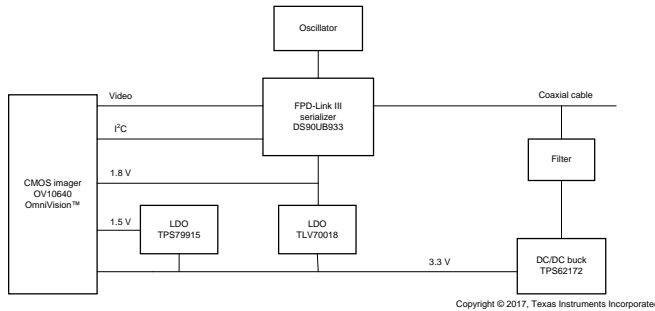 Oscillator
Video
FPD-Link III
serializer
DS90UB933
Coaxial cable
I²C
Filter
CMOS imager
OV10640
OmniVision™
1.8 V
1.5 V
LDO
TPS79915
LDO
TLV70018
3.3 V
DC/DC buck
TPS62172
Copyright © 2017, Texas Instruments Incorporated